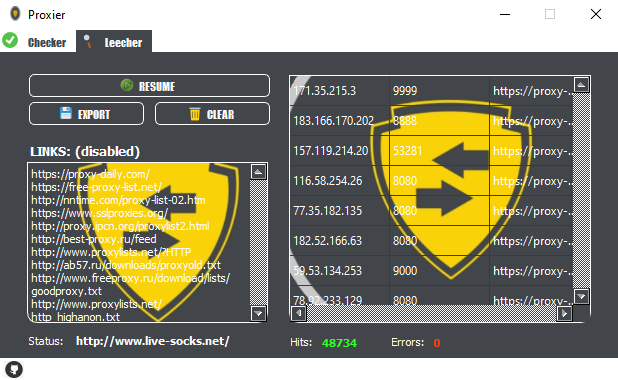 Proxier
Checker Leecher
RESUME
EXPORT CLEAR
LINKS: (disabled)
https://proxy-daily.com/
https://free-proxy-list.net/
http://nntime.com/proxy-list-02.htm
https://www.sslproxies.org/
http://proxy.ipcn.org/proxylist2.html
http://best-proxy.ru/feed
http://www.proxylists.net/?HTTP
http://ab57.ru/downloads/proxyold.txt
http://www.freeproxy.ru/download/lists/
goodproxy.txt
http://www.proxylists.net/
http_highanon.txt
171.35.215.3 9999 https://proxy-...
183.166.170.202 8888 https://proxy-...
157.119.214.20 53281 https://proxy-...
116.58.254.26 8080 https://proxy-...
77.35.182.135 8080 https://proxy-...
182.52.166.63 8080 https://proxy-...
59.53.134.253 9000 https://proxy-...
78.92.233.129 8080 https://proxy-...
Status: http://www.live-socks.net/
Hits: 48734 Errors: 0